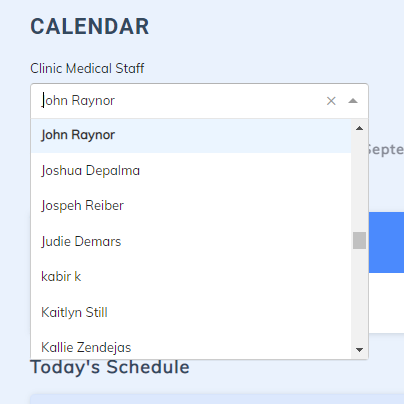 CALENDAR
Clinic Medical Staff
John Raynor
John Raynor
Joshua Depalma
Septe
Jospeh Reiber
Judie Demars
kabir k
Kaitlyn Still
Kallie Zendejas
Today's Schedule